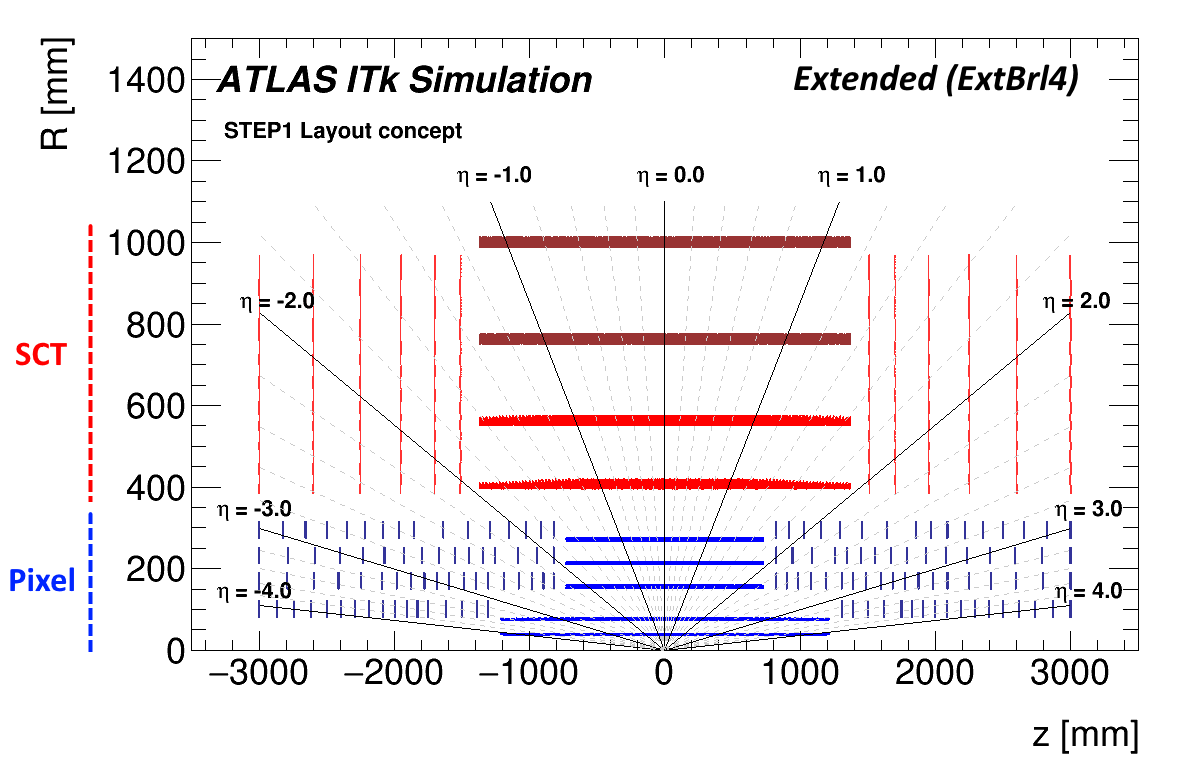 R [mm]
1400
ATLAS ITk Simulation
Extended (ExtBrl4)
STEP1 Layout concept
1200
η = -1.0
η = 0.0
η = 1.0
1000
η = -2.0
η = 2.0
800
SCT
600
400
η = -3.0
η = 3.0
200
Pixel
η = -4.0
η = 4.0
0
−3000
−2000
−1000
0
1000
2000
3000
z [mm]